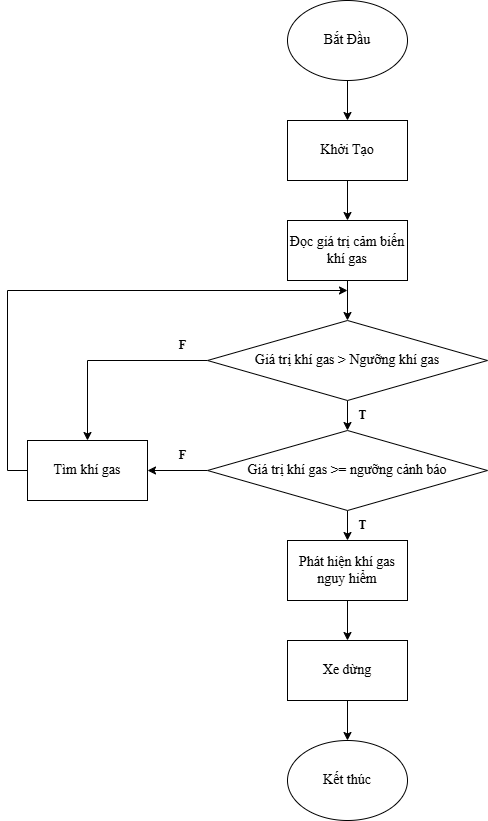 Bắt Đầu
Khởi Tạo
Đọc giá trị cảm biến
khí gas
F
Giá trị khí gas > Ngưỡng khí gas
T
Tìm khí gas
F
Giá trị khí gas >= ngưỡng cảnh báo
T
Phát hiện khí gas
nguy hiểm
Xe dừng
Kết thúc